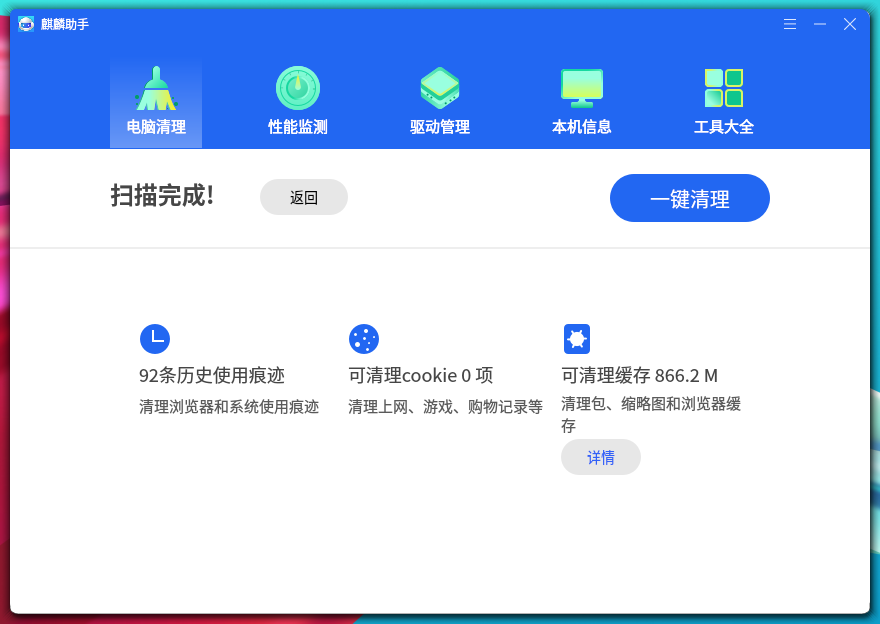 麒麟助手
电脑清理 性能监测 驱动管理 本机信息 工具大全
扫描完成! 返回 一键清理
92条历史使用痕迹 可清理cookie 0 项 可清理缓存 866.2 M
清理浏览器和系统使用痕迹 清理上网、游戏、购物记录等 清理包、缩略图和浏览器缓
存
详情